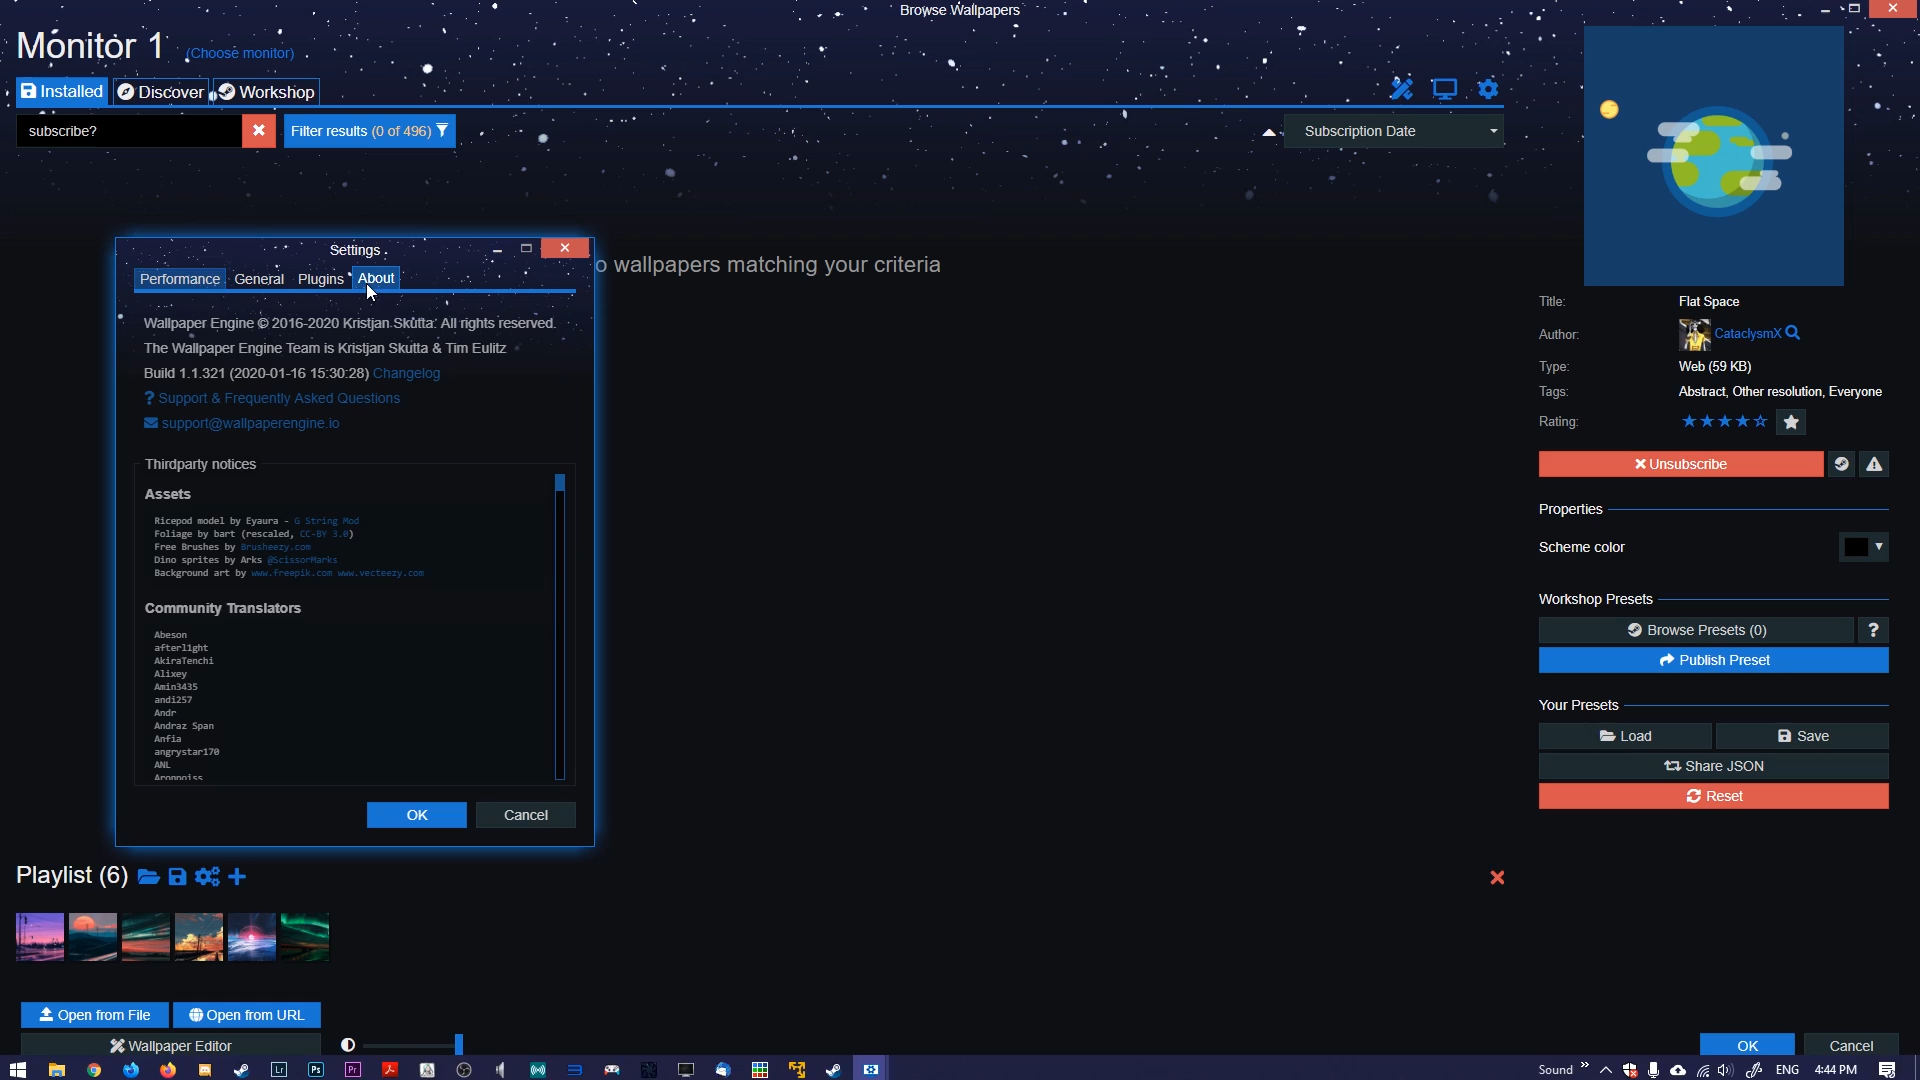 Browse Wallpapers
Monitor 1 (Choose monitor)
Installed Discover Workshop
subscribe? Filter results (0 of 496) Subscription Date
Settings
o wallpapers matching your criteria
Performance General Plugins About
Wallpaper Engine © 2016-2020 Kristjan Skutta. All rights reserved.
The Wallpaper Engine Team is Kristjan Skutta & Tim Eulitz
Build 1.1.321 (2020-01-16 15:30:28) Changelog
? Support & Frequently Asked Questions
support@wallpaperengine.io
Thirdparty notices
Assets
Ricepod model by Eyaura - G String Mod
Foliage by bart (rescaled, CC-BY 3.0)
Free Brushes by Brusheezy.com
Dino sprites by Arks @ScissorMarks
Background art by www.freepik.com www.vecteezy.com
Community Translators
Abeson
afterl1ght
AkiraTenchi
Alixey
Amin3435
andi257
Andr
Andraz Span
Anfia
angrystar170
ANL
OK Cancel
Title: Flat Space
Author: CataclysmX
Type: Web (59 KB)
Tags: Abstract, Other resolution, Everyone
Rating:
Unsubscribe
Properties
Scheme color
Workshop Presets
Browse Presets (0) ?
Publish Preset
Your Presets
Load Save
Share JSON
Reset
Playlist (6)
Open from File Open from URL
Wallpaper Editor
OK Cancel
Lr Ps Pr
Sound » ENG 4:44 PM